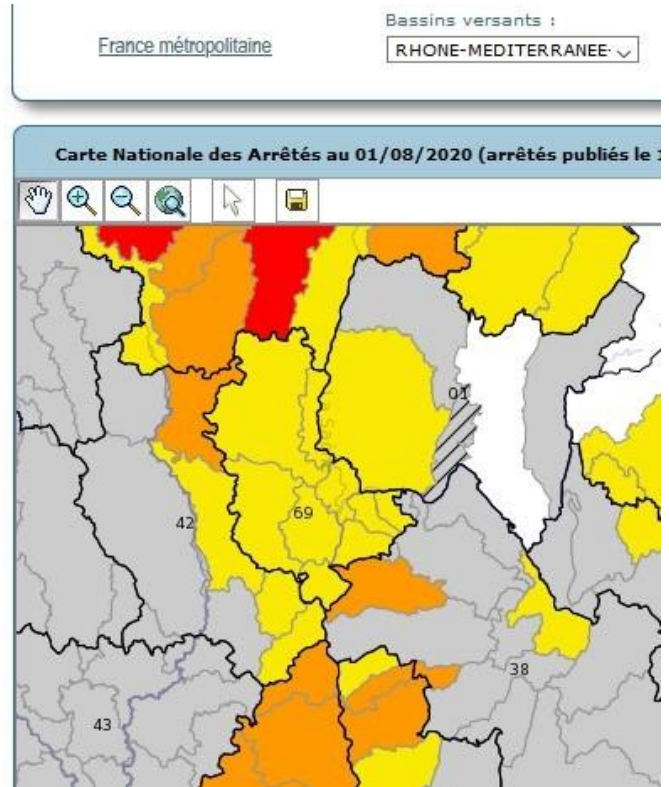 Bassins versants :
France métropolitaine
RHONE-MEDITERRANEE-
Carte Nationale des Arrêtés au 01/08/2020 (arrêtés publiés le
01
69
42
38
43